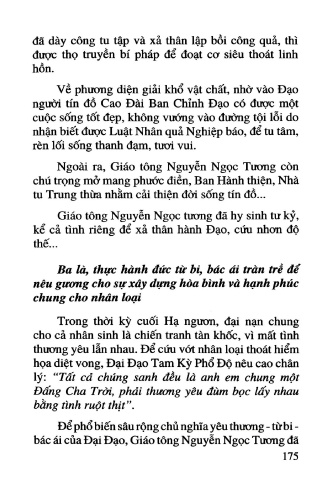 đã dày công tu tập và xả thân lập bồi công quả, thì
được thọ truyền bí pháp để đoạt cơ siêu thoát linh
hồn.
Về phương diện giải khổ vật chất, nhờ vào Đạo
người tín đồ Cao Đài Ban Chỉnh Đạo có được một
cuộc sống tốt đẹp, không vướng vào đường tội lỗi do
nhận biết được Luật Nhân quả Nghiệp báo, để tu tâm,
rèn lối sống thanh đạm, tươi vui.
Ngoài ra, Giáo tông Nguyễn Ngọc Tương còn
chú trọng mở mang phước điền, Ban Hành thiện, Nhà
tu Trung thừa nhằm cải thiện đời sống tín đồ...
Giáo tông Nguyễn Ngọc tương đã hy sinh tư kỷ,
kể cả tình riêng để xả thân hành Đạo, cứu nhơn độ
thế...
Ba là, thực hành đức từ bi, bác ái tràn trề để
nêu gương cho sự xây dựng hòa bình và hạnh phúc
chung cho nhân loại
Trong thời kỳ cuối Hạ ngươn, đại nạn chung
cho cả nhân sinh là chiến tranh tàn khốc, vì mất tình
thương yêu lẫn nhau. Để cứu vớt nhân loại thoát hiểm
họa diệt vong, Đại Đạo Tam Kỳ Phổ Độ nêu cao chân
lý: “Tất cả chúng sanh đều là anh em chung một
Đấng Cha Trời, phải thương yêu đùm bọc lấy nhau
bằng tình ruột thịt”.
Để phổ biến sâu rộng chủ nghĩa yêu thương - từ bi -
bác ái của Đại Đạo, Giáo tông Nguyễn Ngọc Tương đã
175